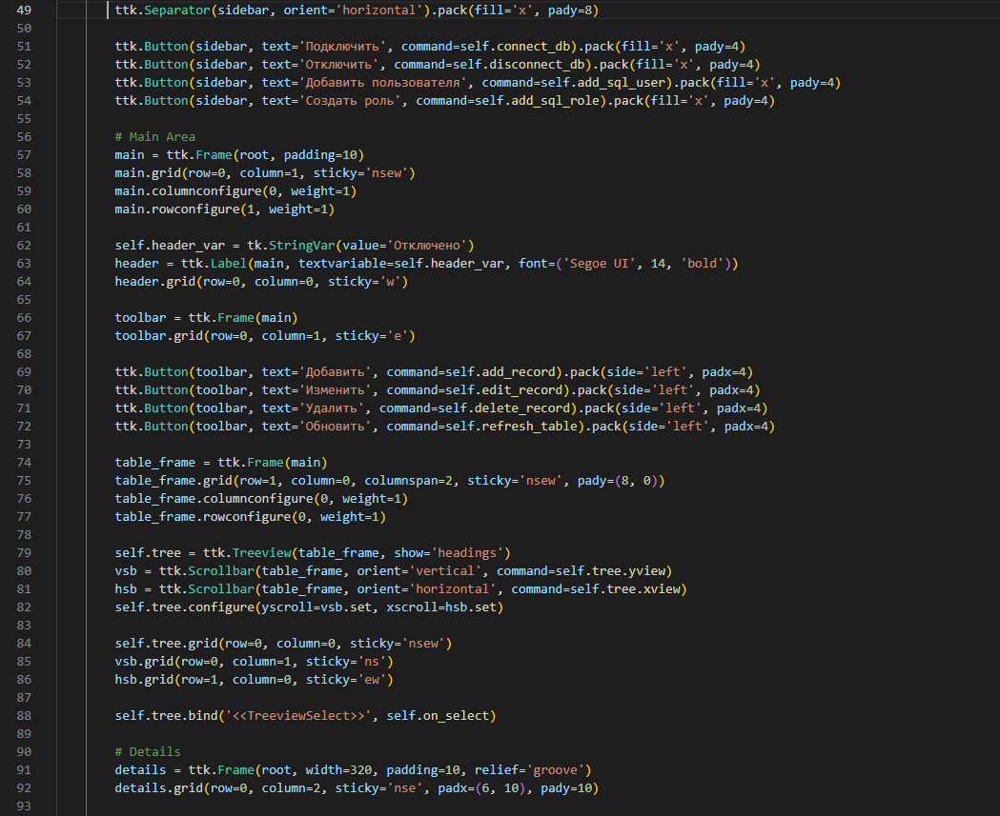 49 ttk.Separator(sidebar, orient='horizontal').pack(fill='x', pady=8)
50
51 ttk.Button(sidebar, text='Подключить', command=self.connect_db).pack(fill='x', pady=4)
52 ttk.Button(sidebar, text='Отключить', command=self.disconnect_db).pack(fill='x', pady=4)
53 ttk.Button(sidebar, text='Добавить пользователя', command=self.add_sql_user).pack(fill='x', pady=4)
54 ttk.Button(sidebar, text='Создать роль', command=self.add_sql_role).pack(fill='x', pady=4)
55
56 # Main Area
57 main = ttk.Frame(root, padding=10)
58 main.grid(row=0, column=1, sticky='nsew')
59 main.columnconfigure(0, weight=1)
60 main.rowconfigure(1, weight=1)
61
62 self.header_var = tk.StringVar(value='Отключено')
63 header = ttk.Label(main, textvariable=self.header_var, font=('Segoe UI', 14, 'bold'))
64 header.grid(row=0, column=0, sticky='w')
65
66 toolbar = ttk.Frame(main)
67 toolbar.grid(row=0, column=1, sticky='e')
68
69 ttk.Button(toolbar, text='Добавить', command=self.add_record).pack(side='left', padx=4)
70 ttk.Button(toolbar, text='Изменить', command=self.edit_record).pack(side='left', padx=4)
71 ttk.Button(toolbar, text='Удалить', command=self.delete_record).pack(side='left', padx=4)
72 ttk.Button(toolbar, text='Обновить', command=self.refresh_table).pack(side='left', padx=4)
73
74 table_frame = ttk.Frame(main)
75 table_frame.grid(row=1, column=0, columnspan=2, sticky='nsew', pady=(8, 0))
76 table_frame.columnconfigure(0, weight=1)
77 table_frame.rowconfigure(0, weight=1)
78
79 self.tree = ttk.Treeview(table_frame, show='headings')
80 vsb = ttk.Scrollbar(table_frame, orient='vertical', command=self.tree.yview)
81 hsb = ttk.Scrollbar(table_frame, orient='horizontal', command=self.tree.xview)
82 self.tree.configure(yscroll=vsb.set, xscroll=hsb.set)
83
84 self.tree.grid(row=0, column=0, sticky='nsew')
85 vsb.grid(row=0, column=1, sticky='ns')
86 hsb.grid(row=1, column=0, sticky='ew')
87
88 self.tree.bind('<<TreeviewSelect>>', self.on_select)
89
90 # Details
91 details = ttk.Frame(root, width=320, padding=10, relief='groove')
92 details.grid(row=0, column=2, sticky='nse', padx=(6, 10), pady=10)
93